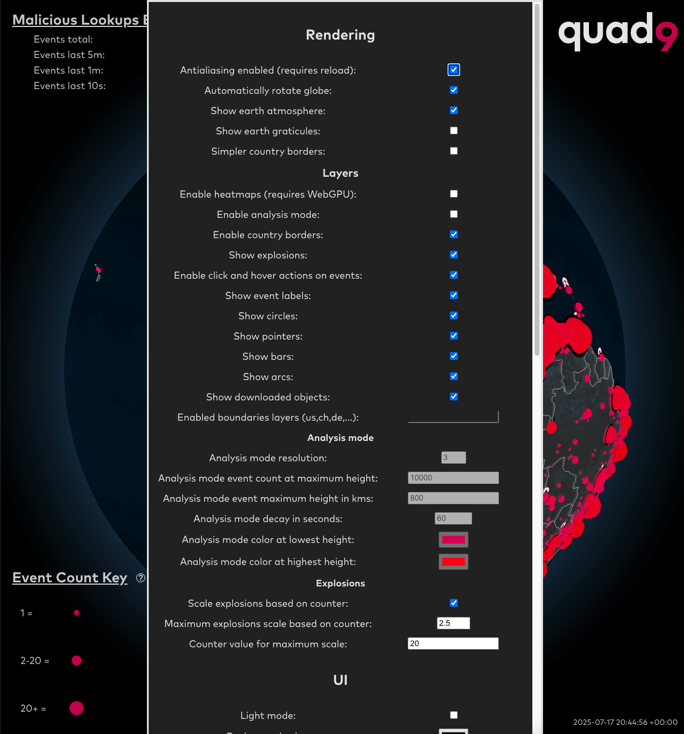 Malicious Lookups
Events total:
Events last 5m:
Events last 1m:
Events last 10s:
Event Count Key ?
1 =
2-20 =
20+ =
Rendering
Antialiasing enabled (requires reload):
Automatically rotate globe:
Show earth atmosphere:
Show earth graticules:
Simpler country borders:
Layers
Enable heatmaps (requires WebGPU):
Enable analysis mode:
Enable country borders:
Show explosions:
Enable click and hover actions on events:
Show event labels:
Show circles:
Show pointers:
Show bars:
Show arcs:
Show downloaded objects:
Enabled boundaries layers (us,ch,de,...):
Analysis mode
Analysis mode resolution: 3
Analysis mode event count at maximum height: 10000
Analysis mode event maximum height in kms: 800
Analysis mode decay in seconds: 60
Analysis mode color at lowest height:
Analysis mode color at highest height:
Explosions
Scale explosions based on counter:
Maximum explosions scale based on counter: 2.5
Counter value for maximum scale: 20
UI
Light mode:
quad9
2025-07-17 20:44:56 +00:00